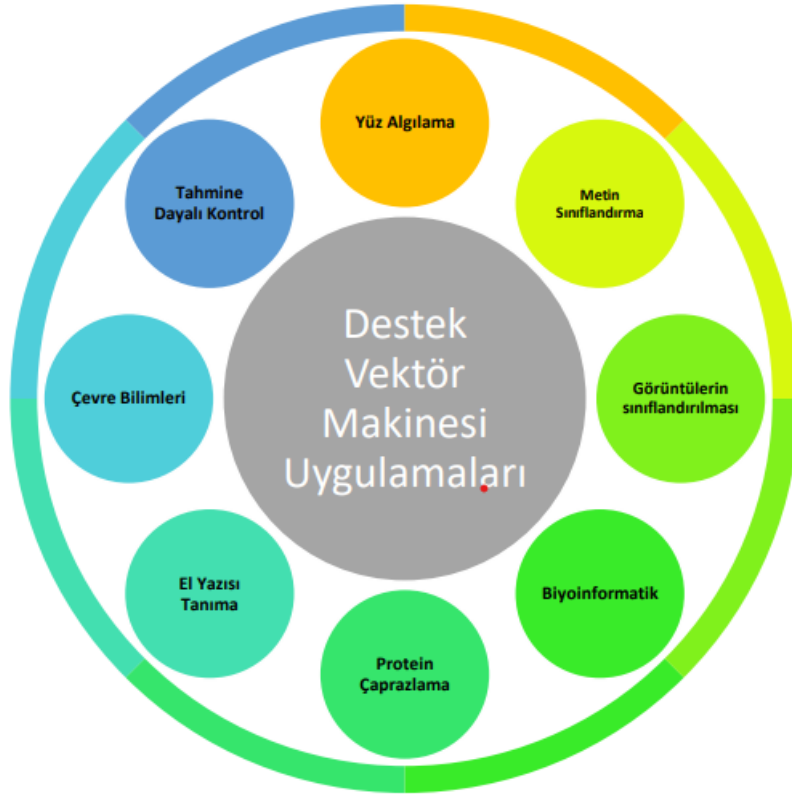 Destek
Vektör
Makinesi
Uygulamaları
Yüz Algılama
Metin
Sınıflandırma
Görüntülerin
sınıflandırılması
Biyoinformatik
Protein
Çaprazlama
El Yazısı
Tanıma
Çevre Bilimleri
Tahmine
Dayalı Kontrol